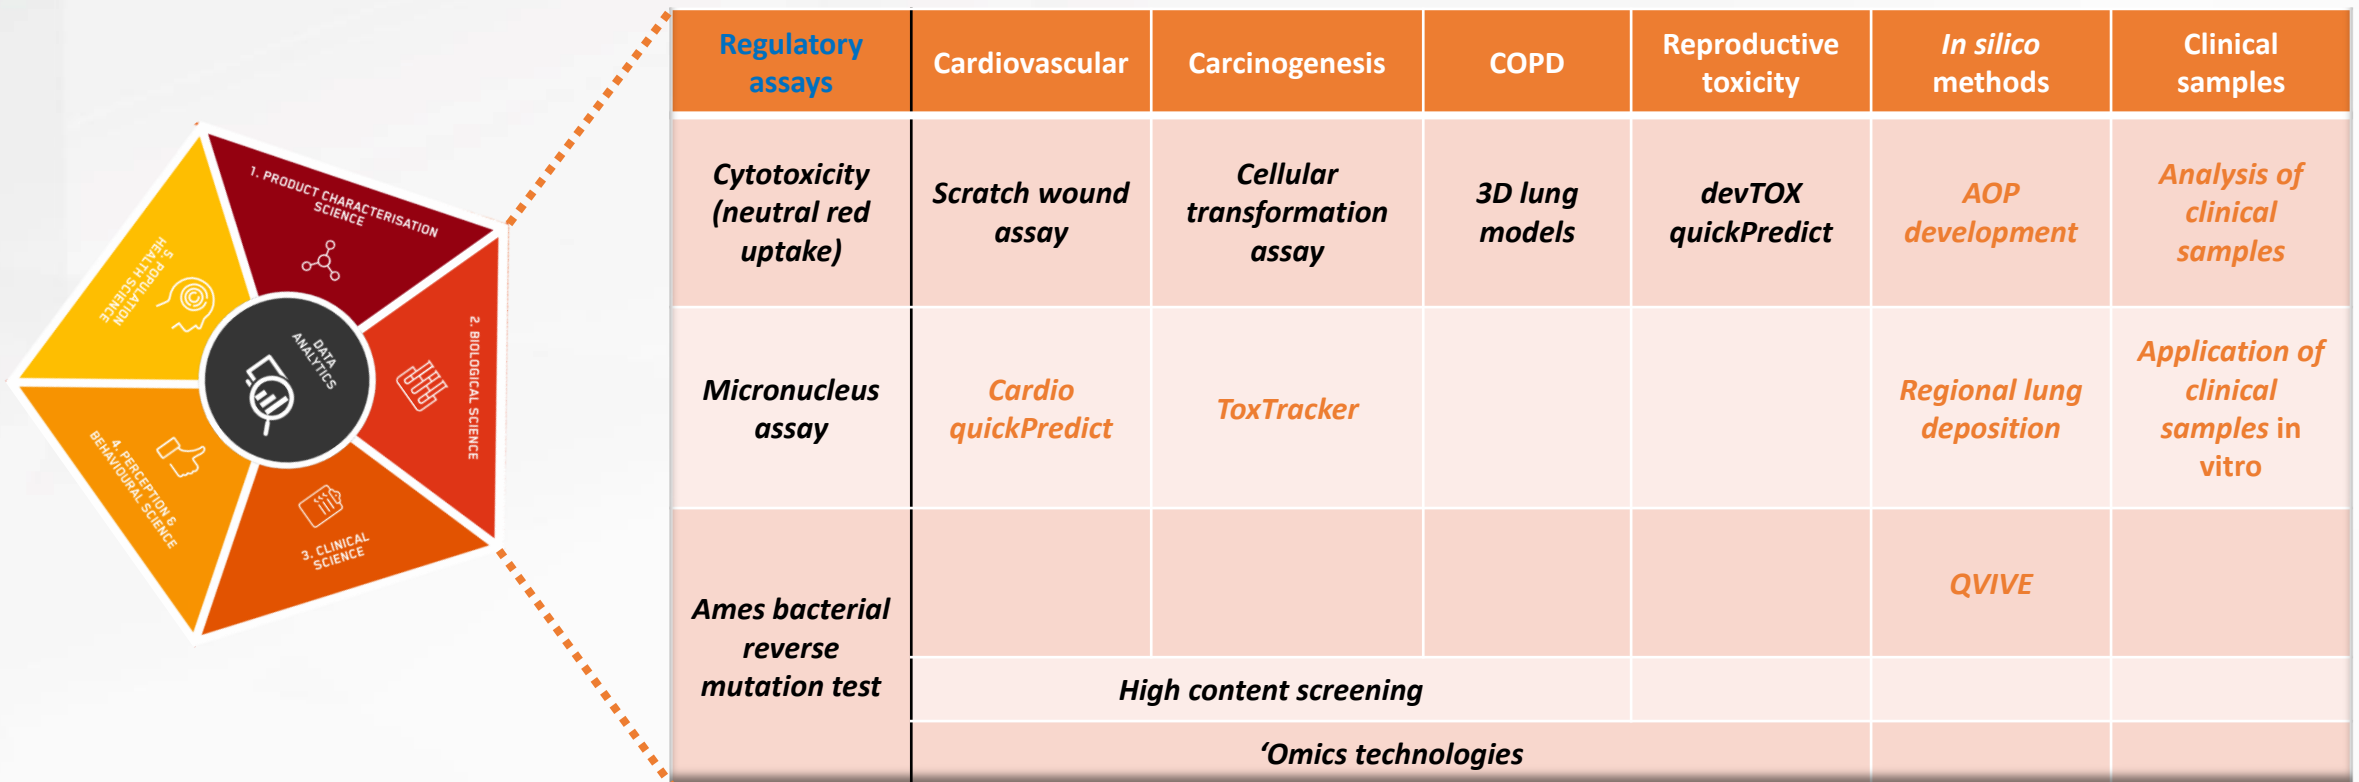 1. PRODUCT CHARACTERISATION
SCIENCE
2. BIOLOGICAL SCIENCE
3. CLINICAL
SCIENCE
4. PERCEPTION &
BEHAVIOURAL SCIENCE
5. POPULATION
HEALTH SCIENCE
DATA
ANALYTICS
Regulatory
assays
Cardiovascular
Carcinogenesis
COPD
Reproductive
toxicity
In silico
methods
Clinical
samples
Cytotoxicity
(neutral red
uptake)
Scratch wound
assay
Cellular
transformation
assay
3D lung
models
devTOX
quickPredict
AOP
development
Analysis of
clinical
samples
Micronucleus
assay
Cardio
quickPredict
ToxTracker
Regional lung
deposition
Application of
clinical
samples in
vitro
Ames bacterial
reverse
mutation test
QVIVE
High content screening
‘Omics technologies